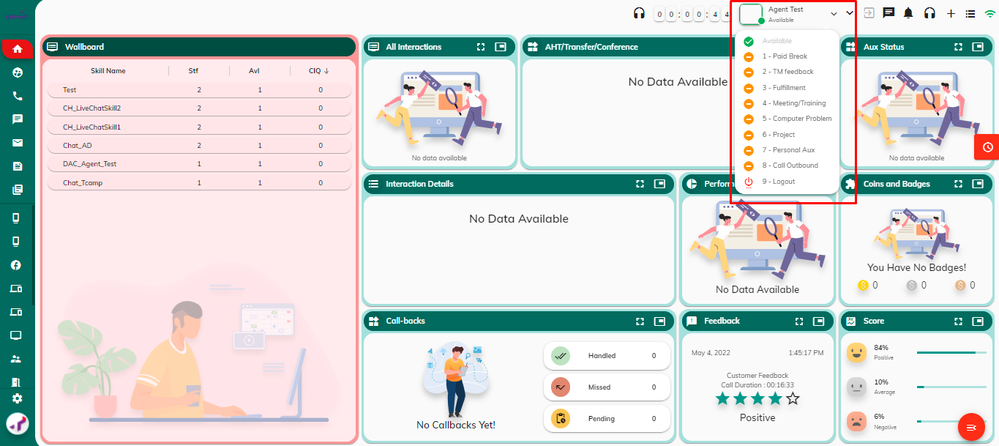 00:00:44
Agent Test
Available
Available
1 - Paid Break
2 - TM feedback
3 - Fulfillment
4 - Meeting/Training
5 - Computer Problem
6 - Project
7 - Personal Aux
8 - Call Outbound
9 - Logout
Wallboard
Skill Name Stf Avl CIQ ↓
Test 2 1 0
CH_LiveChatSkill2 2 1 0
CH_LiveChatSkill1 2 1 0
Chat_AD 2 1 0
DAC_Agent_Test 1 1 0
Chat_Tcamp 1 1 0
All Interactions
No data available
AHT/Transfer/Conference
No Data Available
Aux Status
No data available
Interaction Details
No Data Available
Perform
No Data Available
Coins and Badges
You Have No Badges!
0 0 0
Call-backs
No Callbacks Yet!
Handled 0
Missed 0
Pending 0
Feedback
May 4, 2022 1:45:17 PM
Customer Feedback
Call Duration : 00:16:33
Positive
Score
84%
Positive
10%
Average
6%
Negative